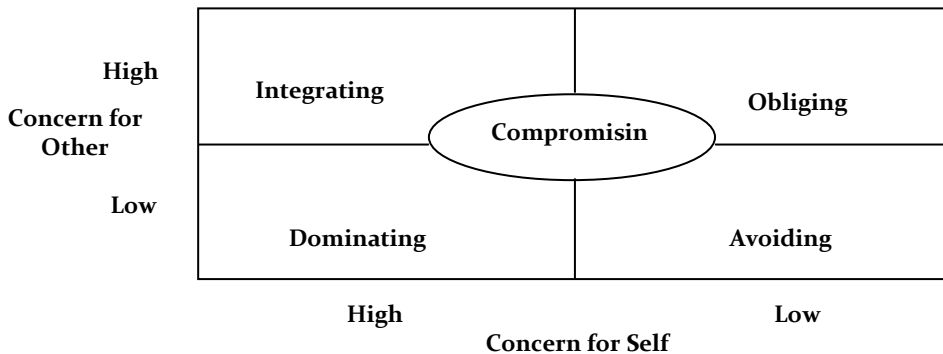 High
Integrating
Obliging
Concern for
Other
Compromisin
Low
Dominating
Avoiding
High
Low
Concern for Self